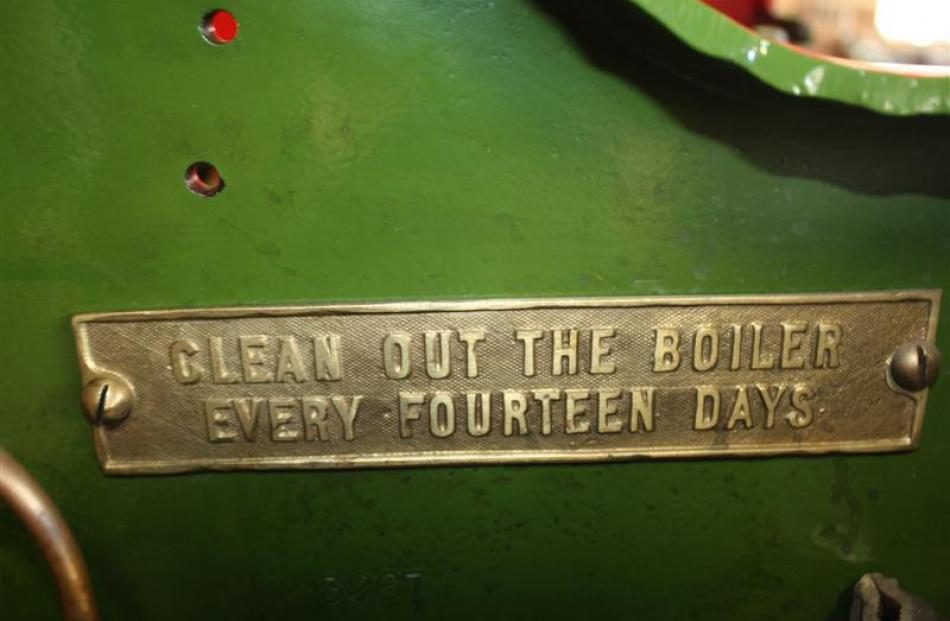 CLEAN OUT THE BOILER
EVERY FOURTEEN DAYS